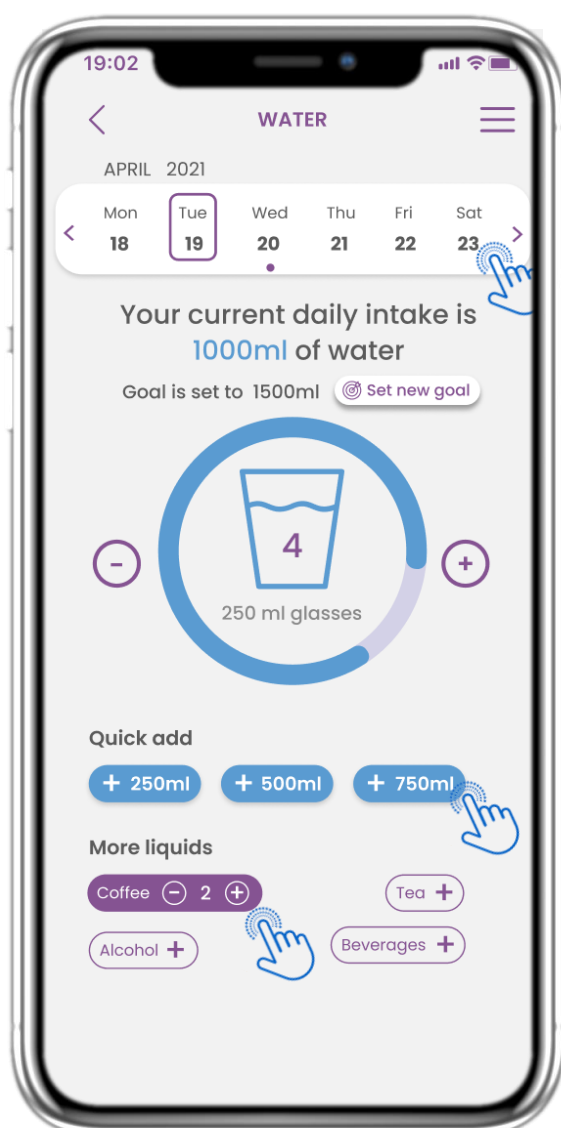 19:02
WATER
APRIL 2021
Mon Tue Wed Thu Fri Sat
< 18 19 20 21 22 23 >
Your current daily intake is
1000ml of water
Goal is set to 1500ml Set new goal
4
- +
250 ml glasses
Quick add
+ 250ml + 500ml + 750ml
More liquids
Coffee - 2 + Tea +
Alcohol + Beverages +